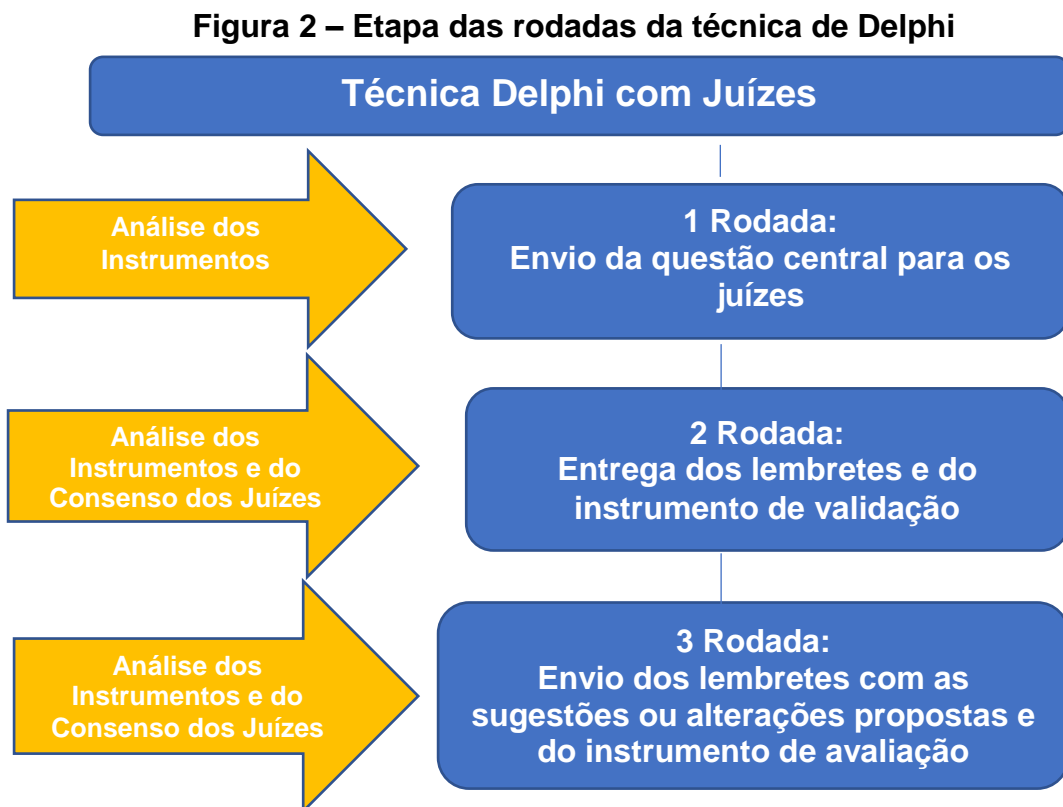 Figura 2 – Etapa das rodadas da técnica de Delphi
Técnica Delphi com Juízes
Análise dos
Instrumentos
1 Rodada:
Envio da questão central para os
juízes
Análise dos
Instrumentos e do
Consenso dos Juízes
2 Rodada:
Entrega dos lembretes e do
instrumento de validação
Análise dos
Instrumentos e do
Consenso dos Juízes
3 Rodada:
Envio dos lembretes com as
sugestões ou alterações propostas e
do instrumento de avaliação